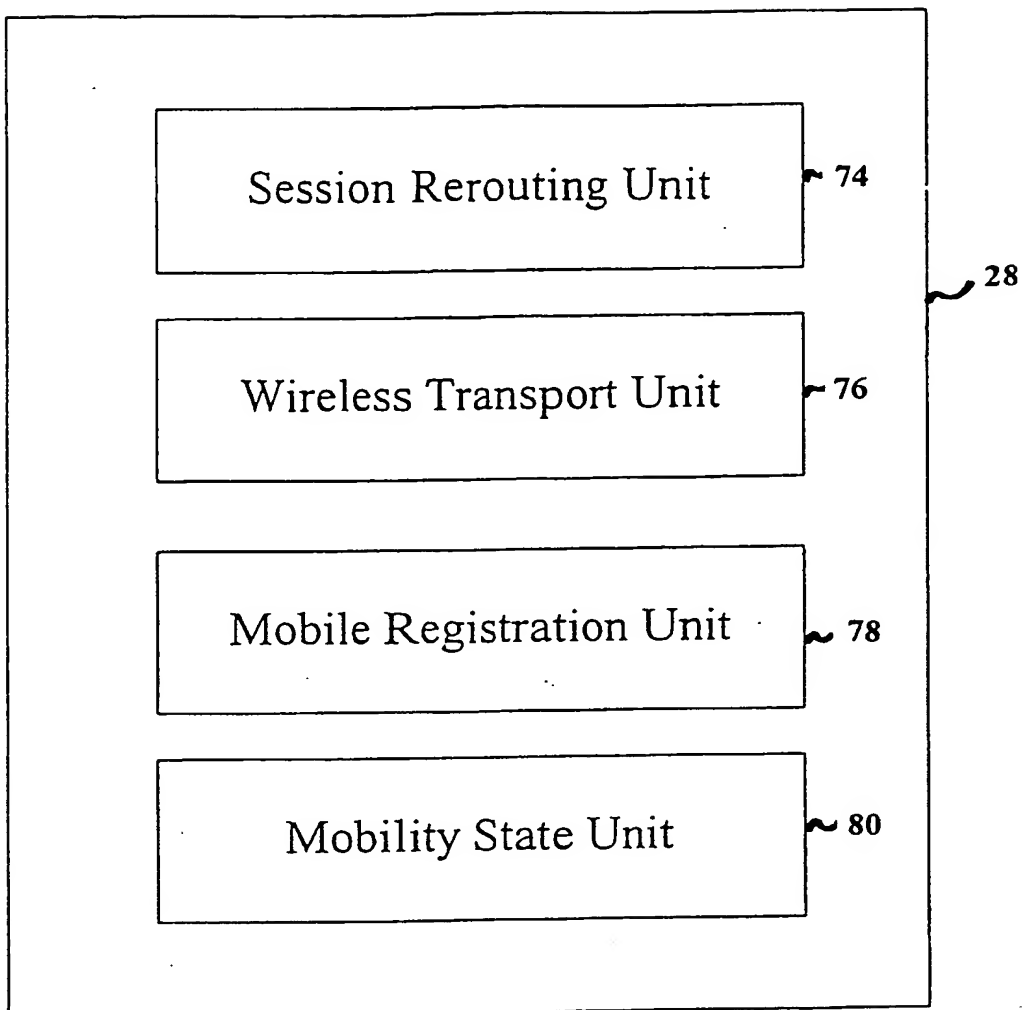 Session Rerouting Unit
74
28
Wireless Transport Unit
76
Mobile Registration Unit
78
Mobility State Unit
80